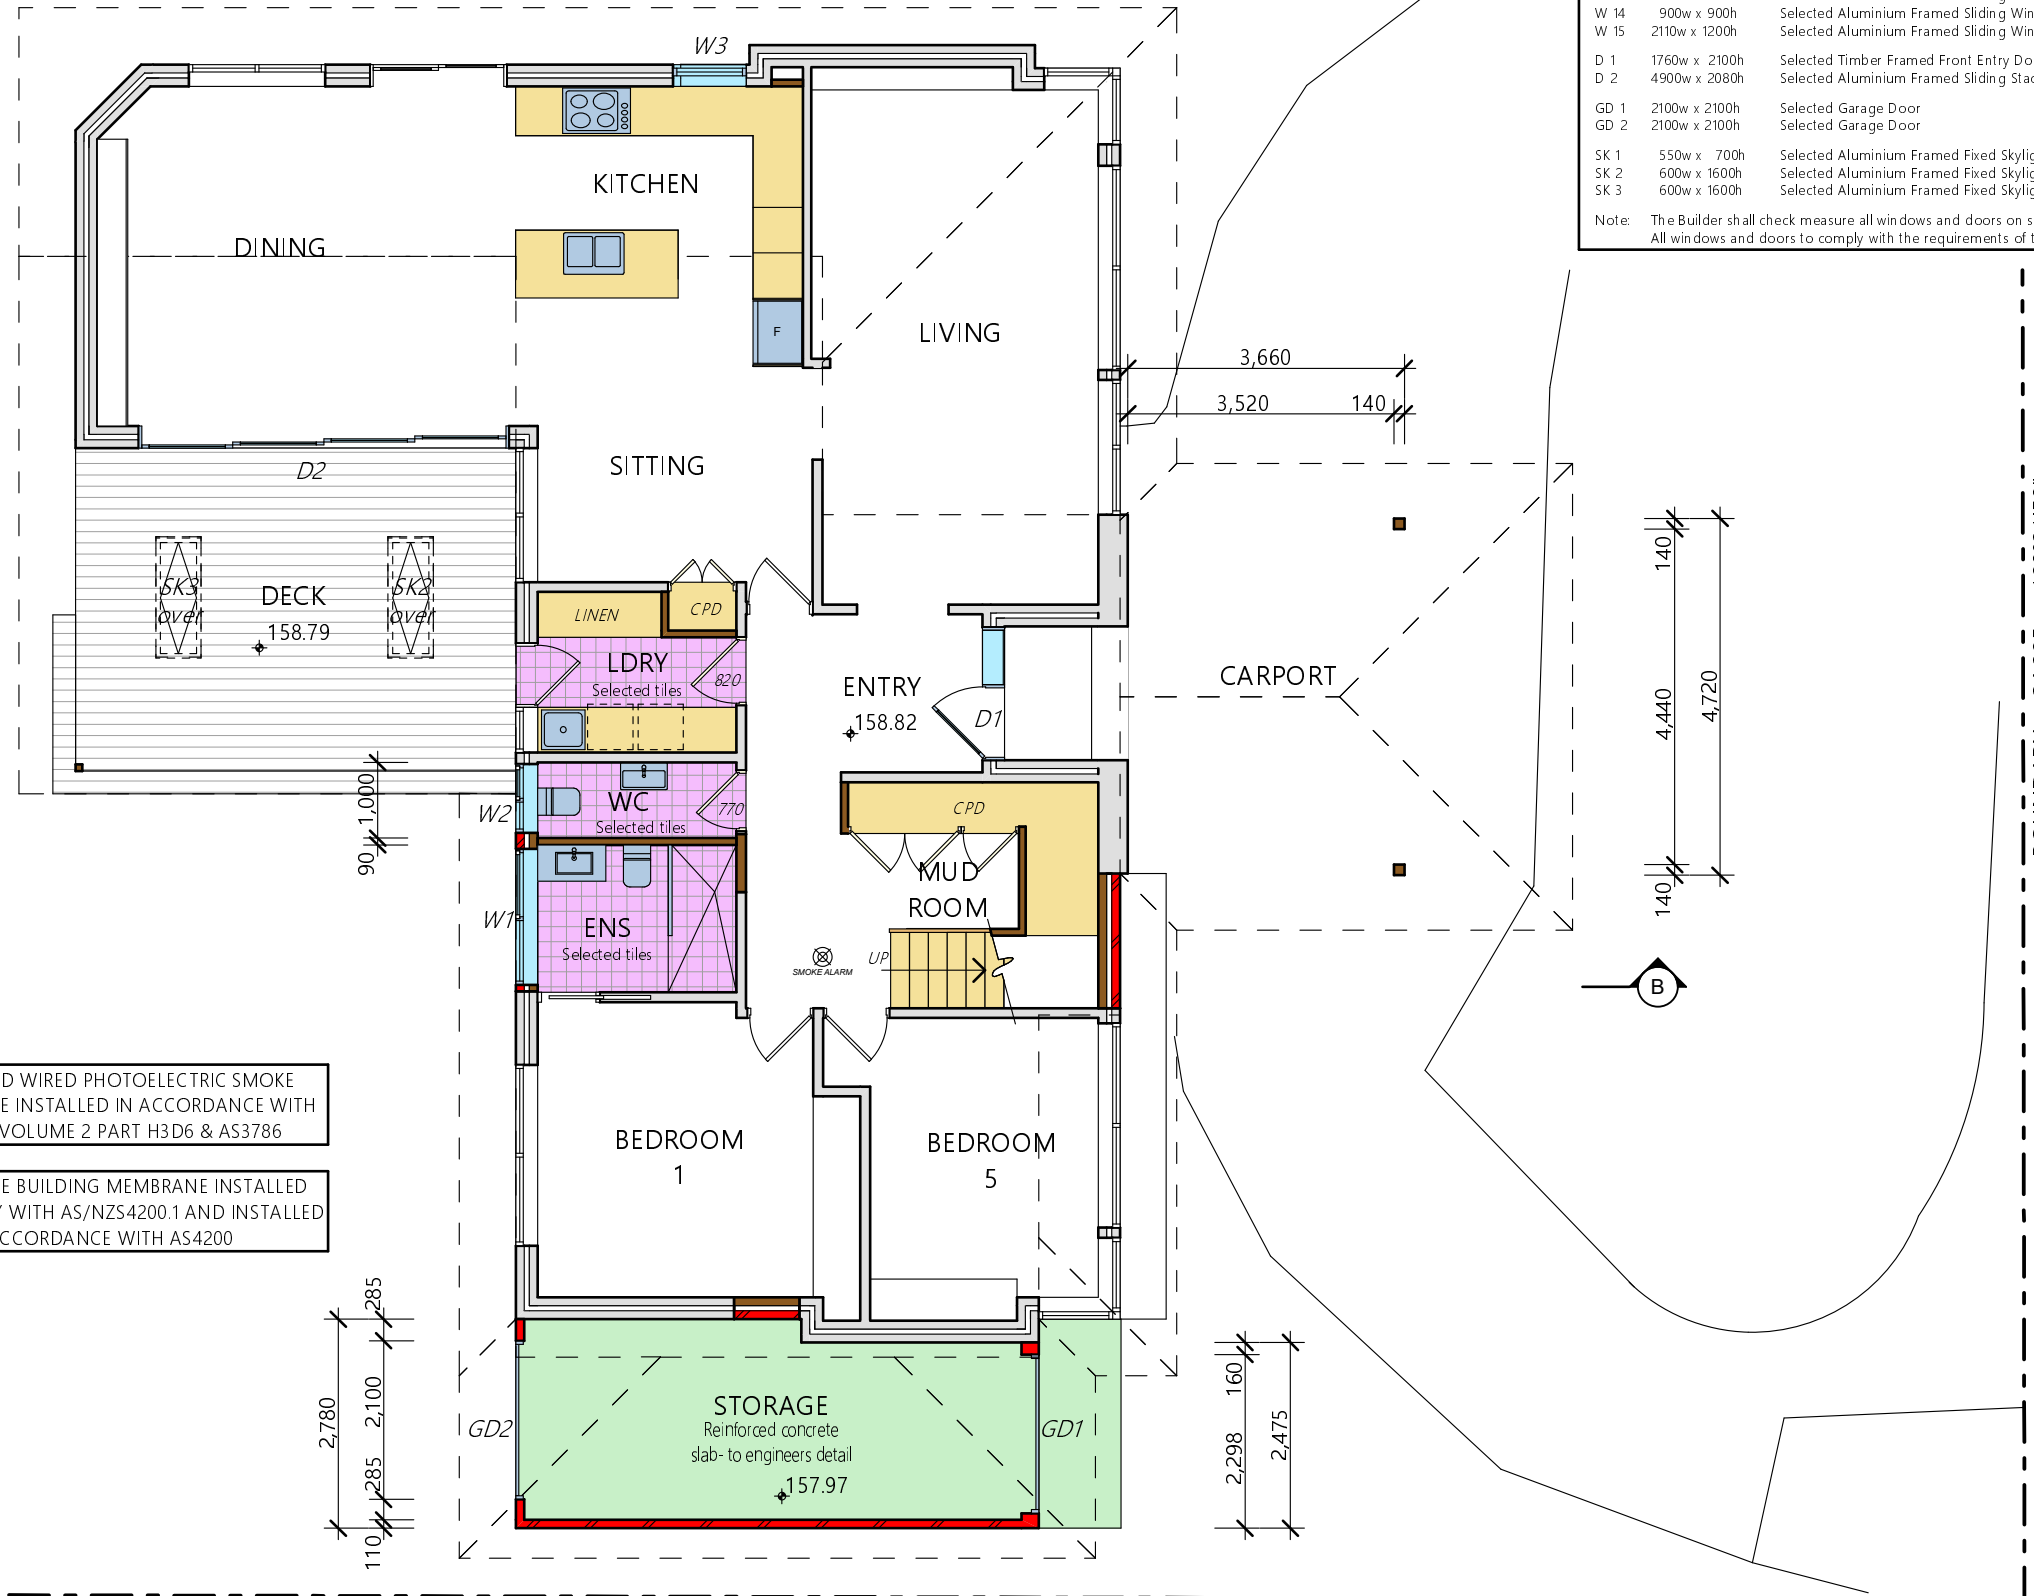 W 14 900w x 900h Selected Aluminium Framed Sliding Win
W 15 2110w x 1200h Selected Aluminium Framed Sliding Win
D 1 1760w x 2100h Selected Timber Framed Front Entry Do
D 2 4900w x 2080h Selected Aluminium Framed Sliding Stac
GD 1 2100w x 2100h Selected Garage Door
GD 2 2100w x 2100h Selected Garage Door
SK 1 550w x 700h Selected Aluminium Framed Fixed Skylig
SK 2 600w x 1600h Selected Aluminium Framed Fixed Skylig
SK 3 600w x 1600h Selected Aluminium Framed Fixed Skylig
Note: The Builder shall check measure all windows and doors on s
All windows and doors to comply with the requirements of t
W3
KITCHEN
DINING
F
LIVING
3,660
3,520 140
SITTING
D2
SK3
over
SK2
over
DECK
158.79
LINEN
CPD
LDRY
Selected tiles
820
ENTRY
158.82
D1
CARPORT
140
4,440
4,720
140
1,000
90
W2
WC
Selected tiles
770
CPD
MUD
ROOM
W1
ENS
Selected tiles
SMOKE ALARM
UP
B
D WIRED PHOTOELECTRIC SMOKE
E INSTALLED IN ACCORDANCE WITH
VOLUME 2 PART H3D6 & AS3786
E BUILDING MEMBRANE INSTALLED
Y WITH AS/NZS4200.1 AND INSTALLED
CCORDANCE WITH AS4200
BEDROOM
1
BEDROOM
5
285
2,100
2,780
285
110
GD2
STORAGE
Reinforced concrete
slab- to engineers detail
157.97
GD1
160
2,298
2,475